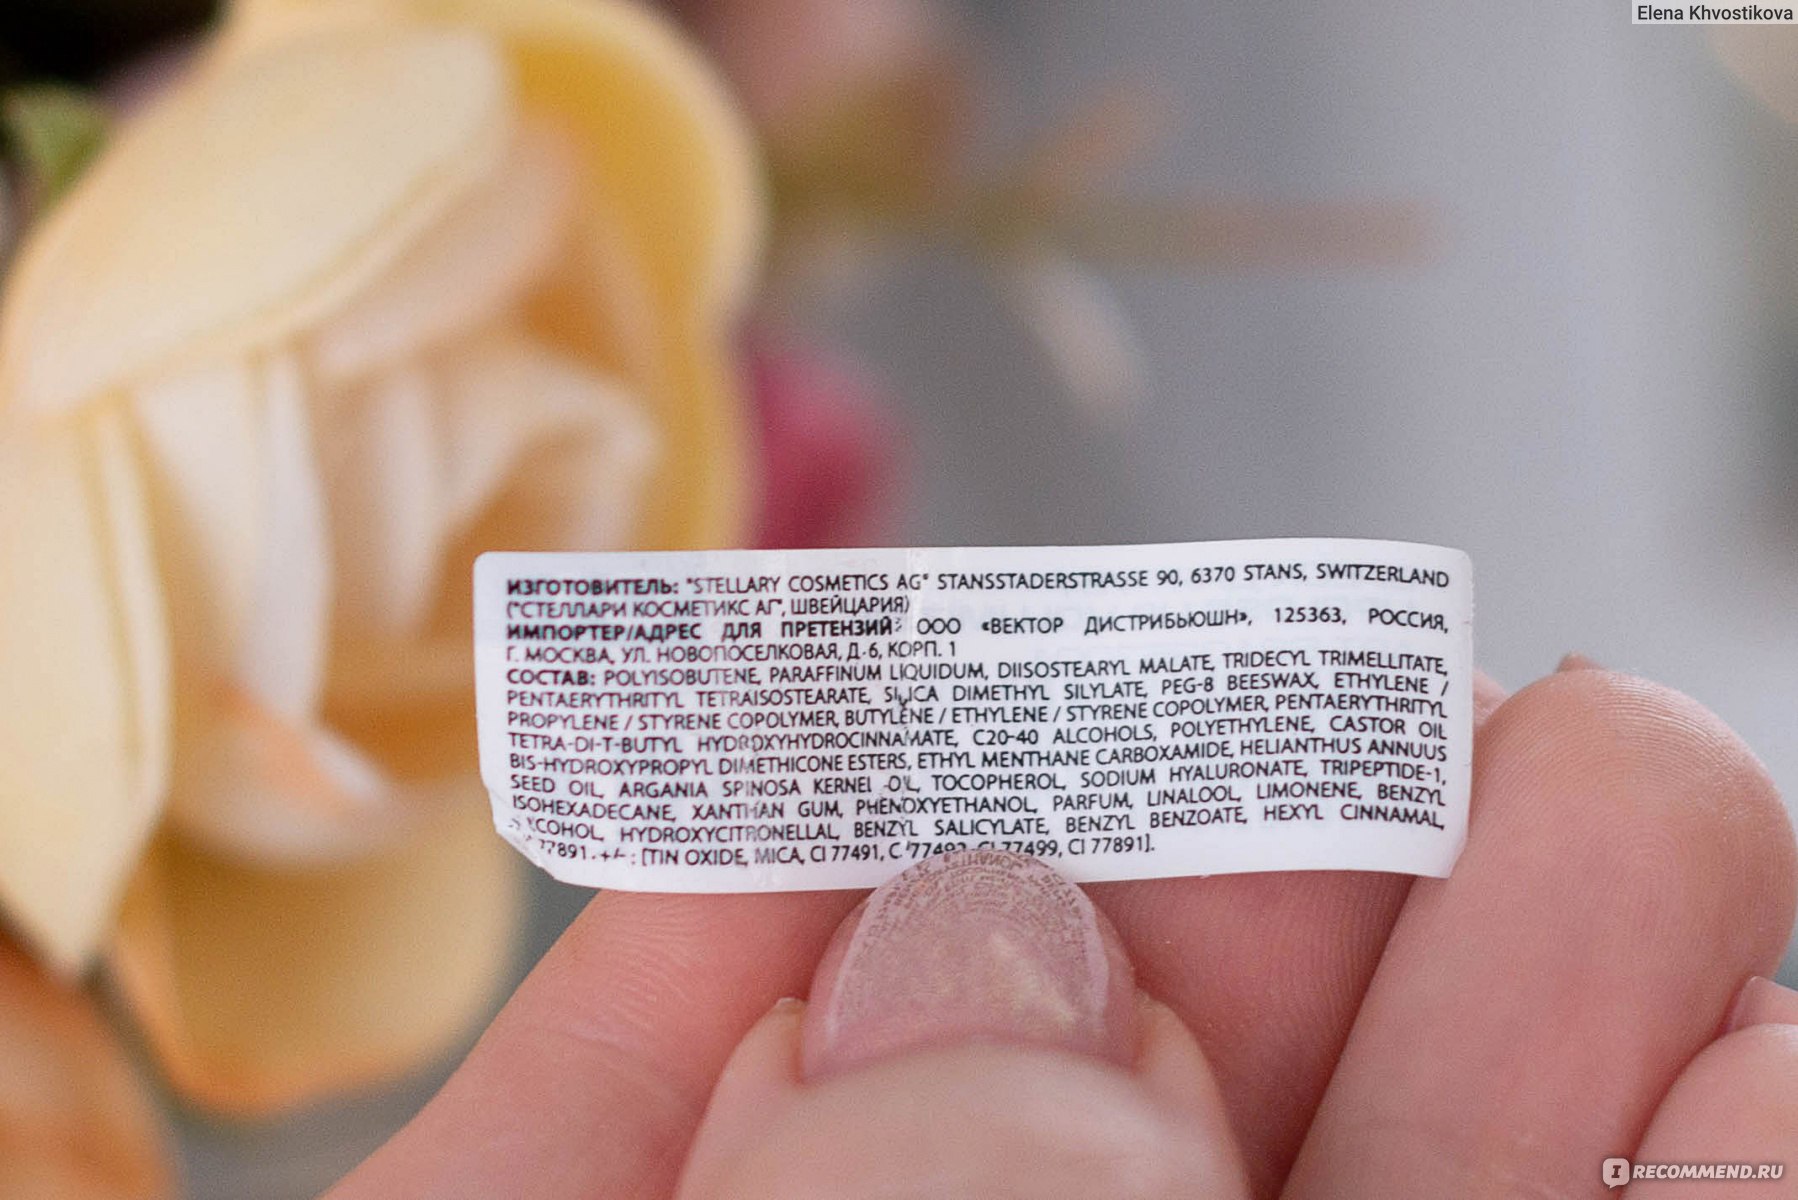 Elena Khvostikova
ИЗГОТОВИТЕЛЬ: "STELLARY COSMETICS AG" STANSSTADERSTRASSE 90, 6370 STANS, SWITZERLAND
("СТЕЛЛАРИ КОСМЕТИКС АГ", ШВЕЙЦАРИЯ)
ИМПОРТЕР/АДРЕС ДЛЯ ПРЕТЕНЗИЙ: ООО «ВЕКТОР ДИСТРИБЬЮШН», 125363, РОССИЯ,
Г. МОСКВА, УЛ. НОВОПОСЕЛКОВАЯ, Д.6, КОРП. 1
СОСТАВ: POLYISOBUTENE, PARAFFINUM LIQUIDUM, DIISOSTEARYL MALATE, TRIDECYL TRIMELLITATE,
PENTAERYTHRITYL TETRAISOSTEARATE, SILICA DIMETHYL SILYLATE, PEG-8 BEESWAX, ETHYLENE /
PROPYLENE / STYRENE COPOLYMER, BUTYLENE / ETHYLENE / STYRENE COPOLYMER, PENTAERYTHRITYL
TETRA-DI-T-BUTYL HYDROXYHYDROCINNAMATE, C20-40 ALCOHOLS, POLYETHYLENE, CASTOR OIL
BIS-HYDROXYPROPYL DIMETHICONE ESTERS, ETHYL MENTHANE CARBOXAMIDE, HELIANTHUS ANNUUS
SEED OIL, ARGANIA SPINOSA KERNEL OIL, TOCOPHEROL, SODIUM HYALURONATE, TRIPEPTIDE-1,
ISOHEXADECANE, XANTHAN GUM, PHENOXYETHANOL, PARFUM, LINALOOL, LIMONENE, BENZYL
ALCOHOL, HYDROXYCITRONELLAL, BENZYL SALICYLATE, BENZYL BENZOATE, HEXYL CINNAMAL,
77891. +/- : [TIN OXIDE, MICA, CI 77491, CI 77492, CI 77499, CI 77891].
IRECOMMEND.RU